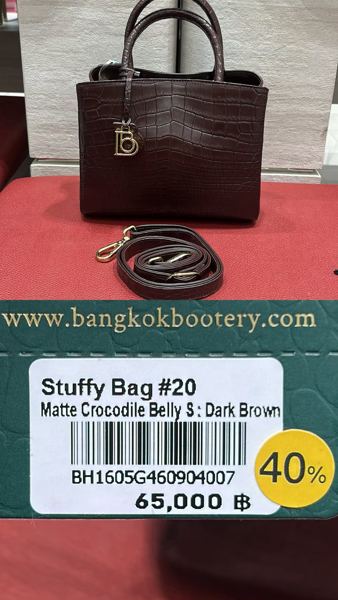 B
www.bangkokbootery.com
Stuffy Bag #20
Matte Crocodile Belly S : Dark Brown
BH1605G460904007
65,000 ฿
40%